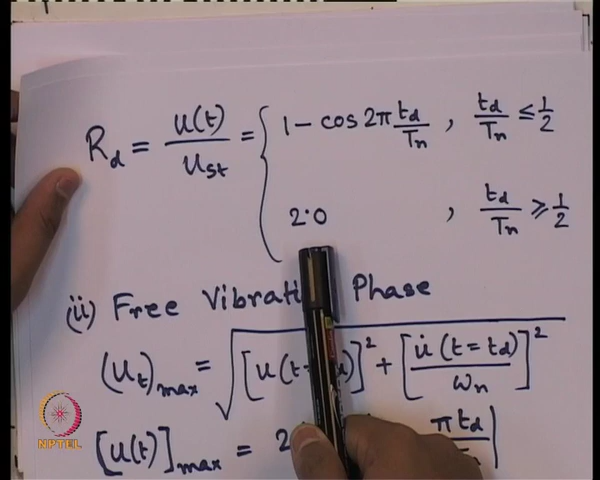 R_d = u(t) / u_st = { 1 - cos 2π t_d/T_n , t_d/T_n ≤ 1/2
2.0 , t_d/T_n ≥ 1/2
(ii) Free Phase
(u_t)_max = √ [u(t ]² + [u̇(t=t_d) / ω_n]²
[u(t)]_max = 2 π t_d
NPTEL